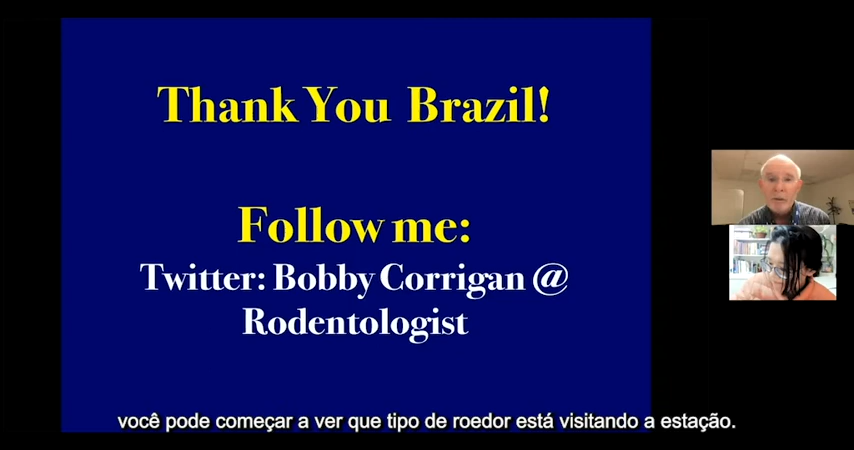 Thank You Brazil!
Follow me:
Twitter: Bobby Corrigan @
Rodentologist
você pode começar a ver que tipo de roedor está visitando a estação.